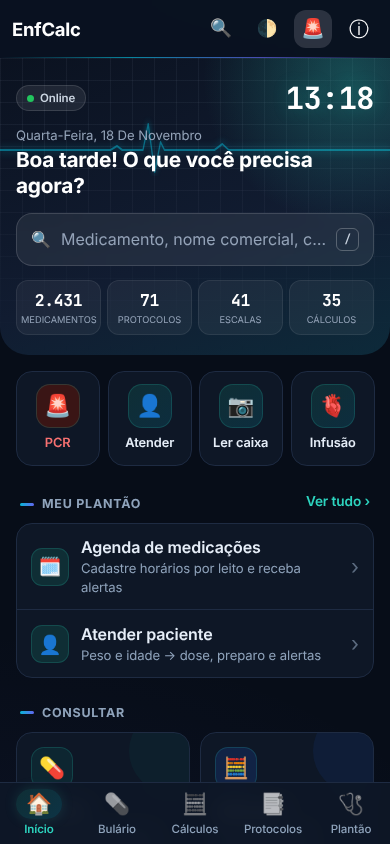 EnfCalc
Online
13:18
Quarta-Feira, 18 De Novembro
Boa tarde! O que você precisa
agora?
Medicamento, nome comercial, c...
/
2.431
MEDICAMENTOS
71
PROTOCOLOS
41
ESCALAS
35
CÁLCULOS
PCR
Atender
Ler caixa
Infusão
MEU PLANTÃO
Ver tudo ›
Agenda de medicações
Cadastre horários por leito e receba
alertas
Atender paciente
Peso e idade → dose, preparo e alertas
CONSULTAR
Início
Bulário
Cálculos
Protocolos
Plantão